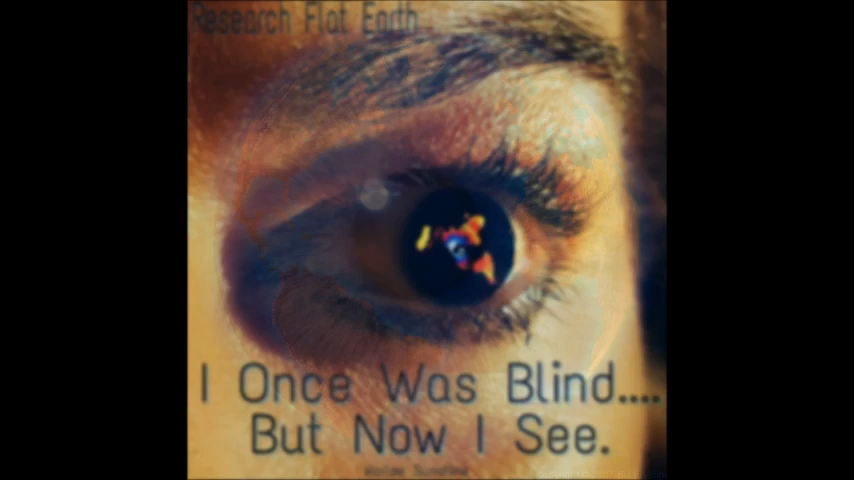 Research Flat Earth
I Once Was Blind....
But Now I See.